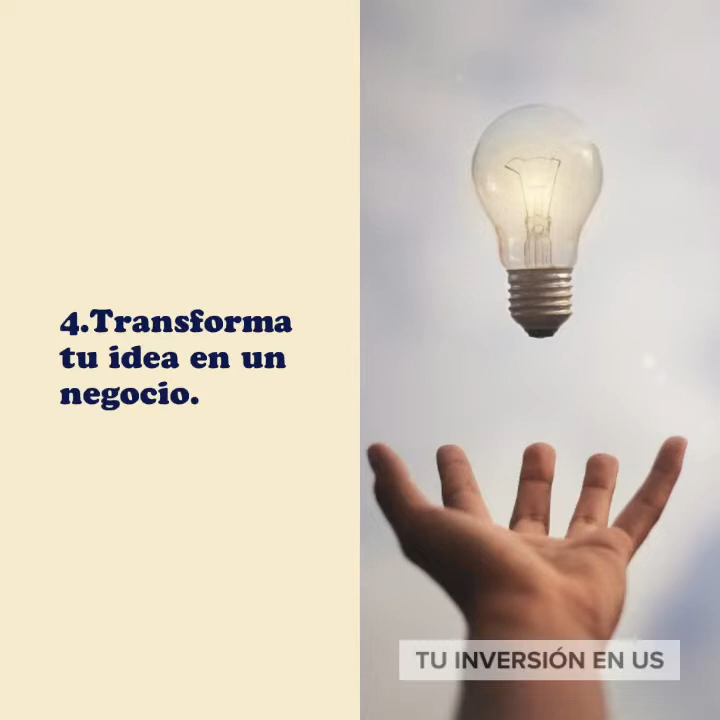 4.Transforma
tu idea en un
negocio.
TU INVERSIÓN EN US